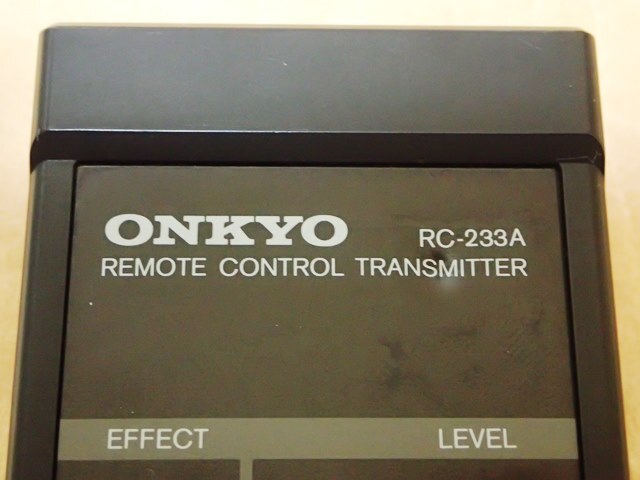 ONKYO RC-233A
REMOTE CONTROL TRANSMITTER
EFFECT LEVEL